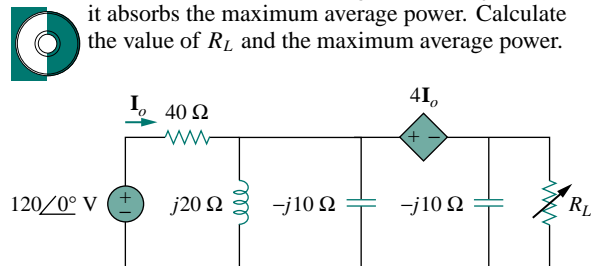 it absorbs the maximum average power. Calculate
the value of R_L and the maximum average power.
4I_o
I_o 40 Ω
+ −
120∠0° V + − j20 Ω −j10 Ω −j10 Ω R_L